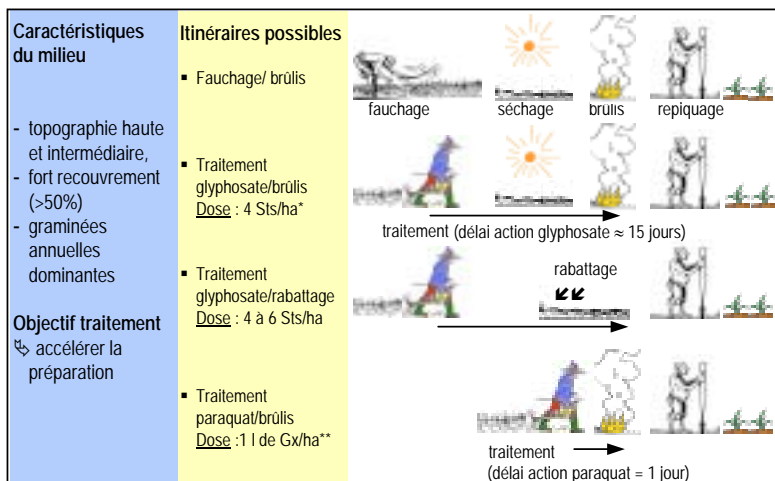 Caractéristiques
du milieu
- topographie haute
et intermédiaire,
- fort recouvrement
(>50%)
- graminées
annuelles
dominantes
Objectif traitement
accélérer la
préparation
Itinéraires possibles
▪ Fauchage/ brûlis
▪ Traitement
glyphosate/brûlis
Dose : 4 Sts/ha*
▪ Traitement
glyphosate/rabattage
Dose : 4 à 6 Sts/ha
▪ Traitement
paraquat/brûlis
Dose :1 l de Gx/ha**
fauchage séchage brûlis repiquage
traitement (délai action glyphosate ≈ 15 jours)
rabattage
traitement
(délai action paraquat = 1 jour)